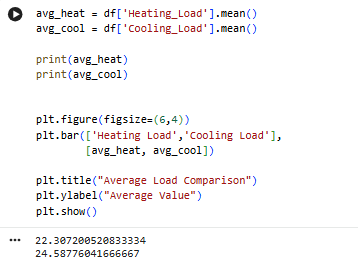 avg_heat = df['Heating_Load'].mean()
avg_cool = df['Cooling_Load'].mean()
print(avg_heat)
print(avg_cool)
plt.figure(figsize=(6,4))
plt.bar(['Heating Load','Cooling Load'],
[avg_heat, avg_cool])
plt.title("Average Load Comparison")
plt.ylabel("Average Value")
plt.show()
22.307200520833334
24.58776041666667